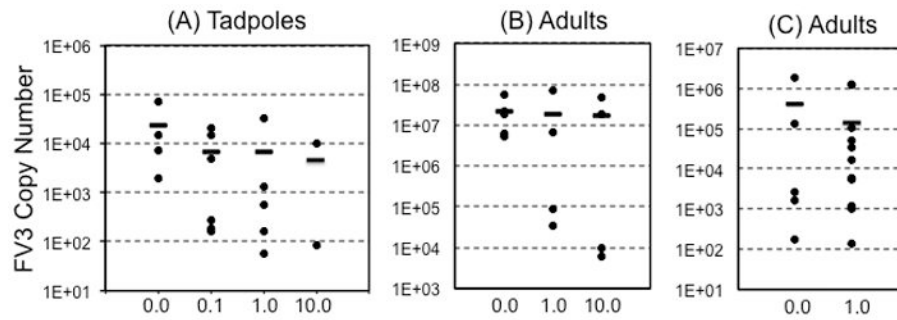 (A) Tadpoles
(B) Adults
(C) Adults
FV3 Copy Number
1E+06
1E+05
1E+04
1E+03
1E+02
1E+01
0.0 0.1 1.0 10.0
1E+09
1E+08
1E+07
1E+06
1E+05
1E+04
1E+03
0.0 1.0 10.0
1E+07
1E+06
1E+05
1E+04
1E+03
1E+02
1E+01
0.0 1.0